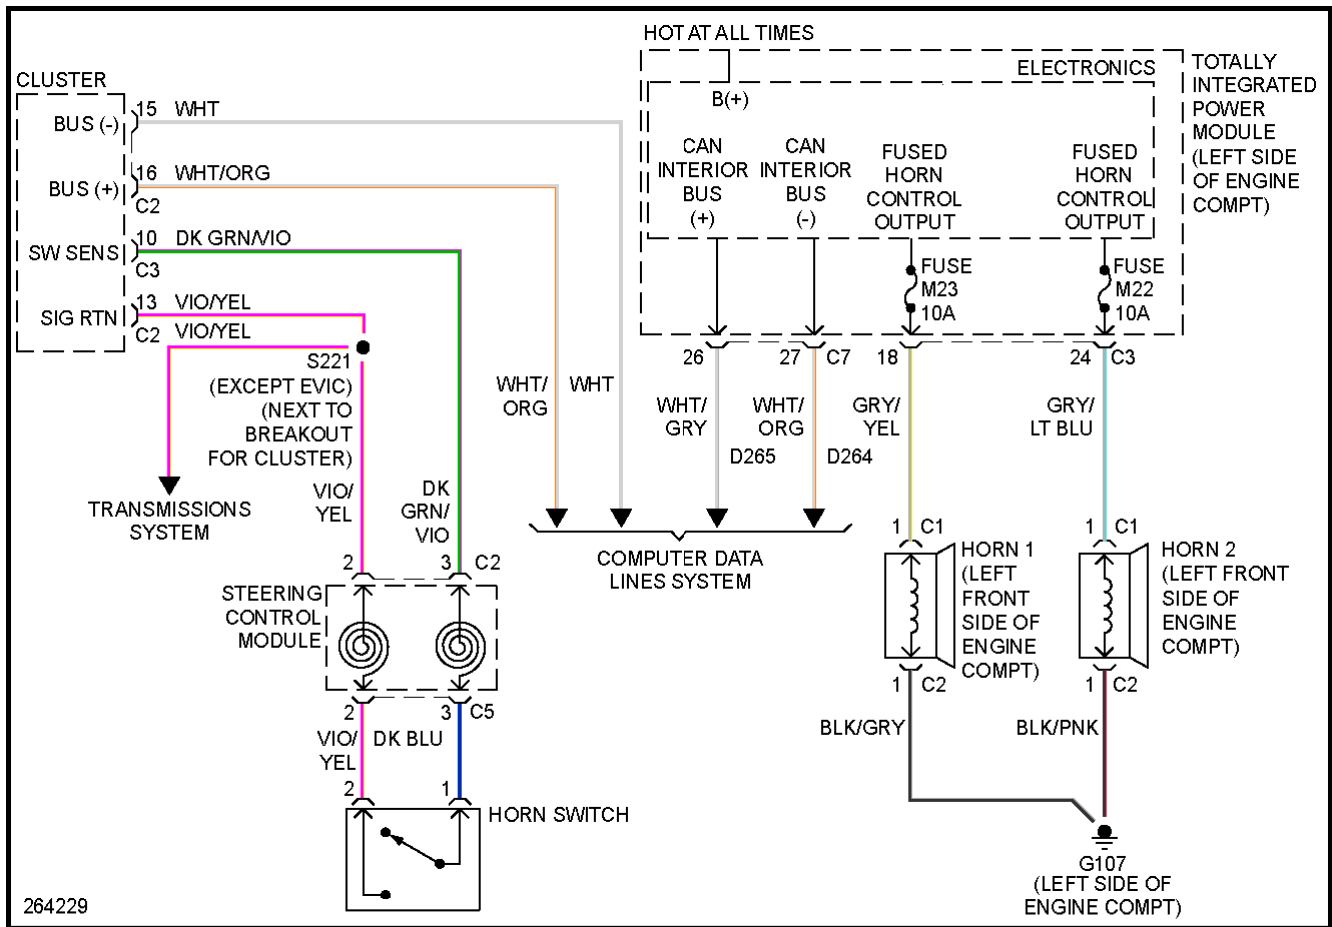 HOT AT ALL TIMES
CLUSTER
BUS (-)
15 WHT
BUS (+)
16 WHT/ORG
C2
SW SENS
10 DK GRN/VIO
C3
SIG RTN
13 VIO/YEL
C2 VIO/YEL
S221
(EXCEPT EVIC)
(NEXT TO
BREAKOUT
FOR CLUSTER)
TRANSMISSIONS
SYSTEM
VIO/
YEL
DK
GRN/
VIO
WHT/
ORG
WHT
ELECTRONICS
B(+)
CAN
INTERIOR
BUS
(+)
CAN
INTERIOR
BUS
(-)
FUSED
HORN
CONTROL
OUTPUT
FUSED
HORN
CONTROL
OUTPUT
TOTALLY
INTEGRATED
POWER
MODULE
(LEFT SIDE
OF ENGINE
COMPT)
FUSE
M23
10A
FUSE
M22
10A
26
27 C7
18
24 C3
WHT/
GRY
D265
WHT/
ORG
D264
GRY/
YEL
GRY/
LT BLU
COMPUTER DATA
LINES SYSTEM
2
3 C2
STEERING
CONTROL
MODULE
2
3 C5
VIO/
YEL
DK BLU
2
1
HORN SWITCH
1 C1
HORN 1
(LEFT
FRONT
SIDE OF
ENGINE
COMPT)
1 C2
BLK/GRY
1 C1
HORN 2
(LEFT FRONT
SIDE OF
ENGINE
COMPT)
1 C2
BLK/PNK
G107
(LEFT SIDE OF
ENGINE COMPT)
264229